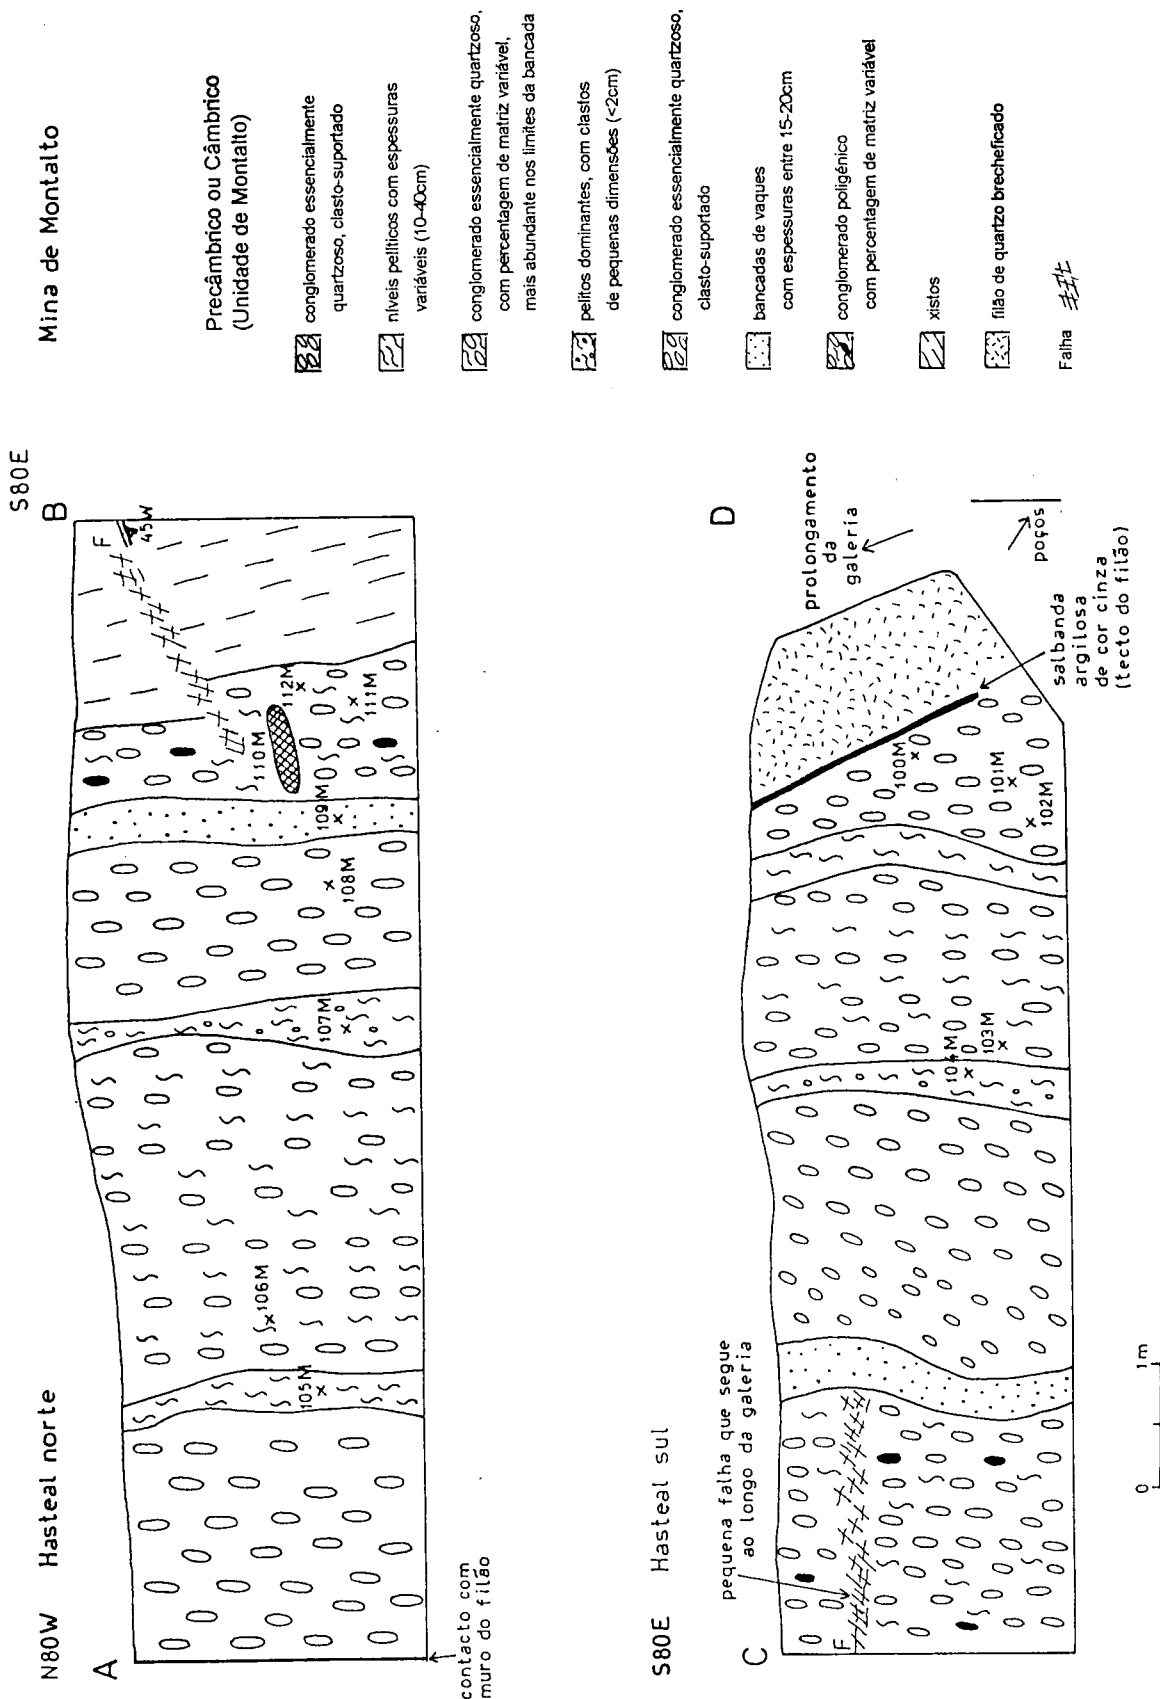 Mina de Montalto
Precâmbrico ou Câmbrico
(Unidade de Montalto)
conglomerado essencialmente
quartzoso, clasto-suportado
níveis pelíticos com espessuras
variáveis (10-40cm)
conglomerado essencialmente quartzoso,
com percentagem de matriz variável,
mais abundante nos limites da bancada
pelitos dominantes, com clastos
de pequenas dimensões (<2cm)
conglomerado essencialmente quartzoso,
clasto-suportado
bancadas de vaques
com espessuras entre 15-20cm
conglomerado poligénico
com percentagem de matriz variável
xistos
filão de quartzo brecheficado
Falha
N80W Hasteal norte
S80E
A
B
F
45W
105M
106M
107M
108M
109M
110M
112M
111M
contacto com
muro do filão
S80E Hasteal sul
C
D
pequena falha que segue
ao longo da galeria
F
104M
103M
100M
101M
102M
prolongamento
da
galeria
poços
salbanda
argilosa
de cor cinza
(tecto do filão)
0 1m